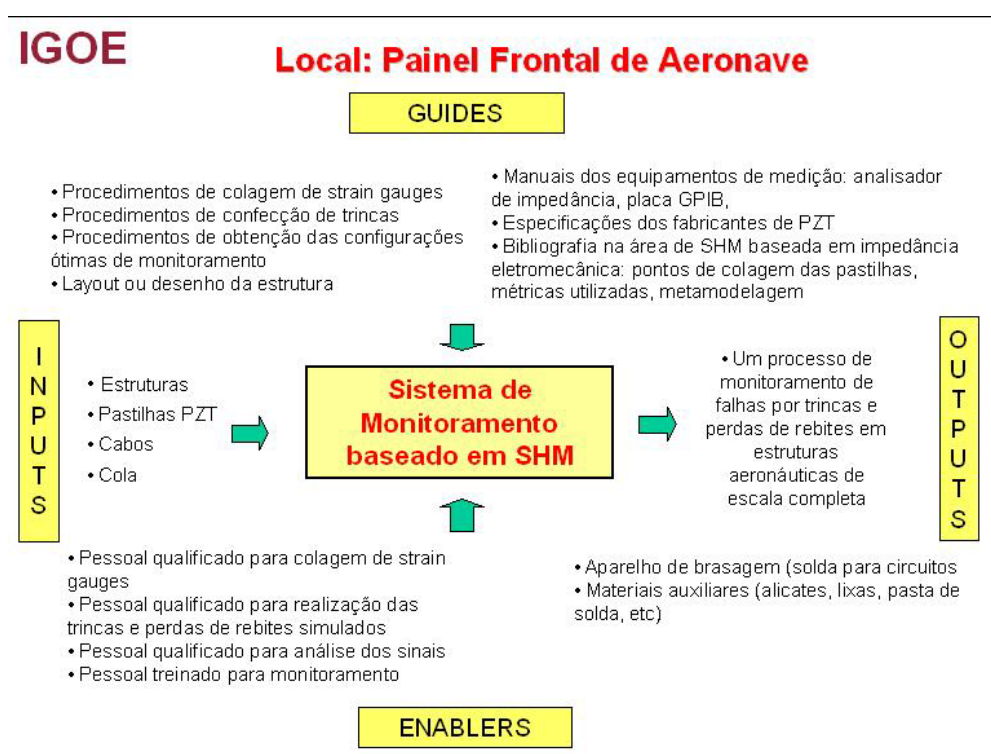 IGOE
Local: Painel Frontal de Aeronave
GUIDES
• Procedimentos de colagem de strain gauges
• Procedimentos de confecção de trincas
• Procedimentos de obtenção das configurações
ótimas de monitoramento
• Layout ou desenho da estrutura
• Manuais dos equipamentos de medição: analisador
de impedância, placa GPIB,
• Especificações dos fabricantes de PZT
• Bibliografia na área de SHM baseada em impedância
eletromecânica: pontos de colagem das pastilhas,
métricas utilizadas, metamodelagem
INPUTS
• Estruturas
• Pastilhas PZT
• Cabos
• Cola
Sistema de
Monitoramento
baseado em SHM
• Um processo de
monitoramento de
falhas por trincas e
perdas de rebites em
estruturas
aeronáuticas de
escala completa
OUTPUTS
• Pessoal qualificado para colagem de strain
gauges
• Pessoal qualificado para realização das
trincas e perdas de rebites simulados
• Pessoal qualificado para análise dos sinais
• Pessoal treinado para monitoramento
• Aparelho de brasagem (solda para circuitos
• Materiais auxiliares (alicates, lixas, pasta de
solda, etc)
ENABLERS